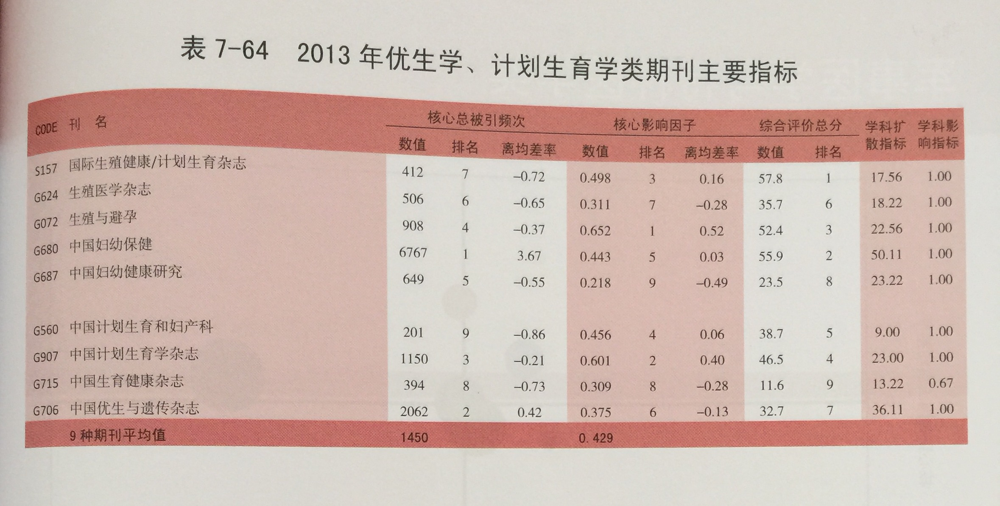 表 7-64 2013 年优生学、计划生育学类期刊主要指标
CODE 刊 名 核心总被引频次 核心影响因子 综合评价总分 学科扩散指标 学科影响指标
数值 排名 离均差率 数值 排名 离均差率 数值 排名
S157 国际生殖健康/计划生育杂志 412 7 –0.72 0.498 3 0.16 57.8 1 17.56 1.00
G624 生殖医学杂志 506 6 –0.65 0.311 7 –0.28 35.7 6 18.22 1.00
G072 生殖与避孕 908 4 –0.37 0.652 1 0.52 52.4 3 22.56 1.00
G680 中国妇幼保健 6767 1 3.67 0.443 5 0.03 55.9 2 50.11 1.00
G687 中国妇幼健康研究 649 5 –0.55 0.218 9 –0.49 23.5 8 23.22 1.00
G560 中国计划生育和妇产科 201 9 –0.86 0.456 4 0.06 38.7 5 9.00 1.00
G907 中国计划生育学杂志 1150 3 –0.21 0.601 2 0.40 46.5 4 23.00 1.00
G715 中国生育健康杂志 394 8 –0.73 0.309 8 –0.28 11.6 9 13.22 0.67
G706 中国优生与遗传杂志 2062 2 0.42 0.375 6 –0.13 32.7 7 36.11 1.00
9 种期刊平均值 1450 0. 429